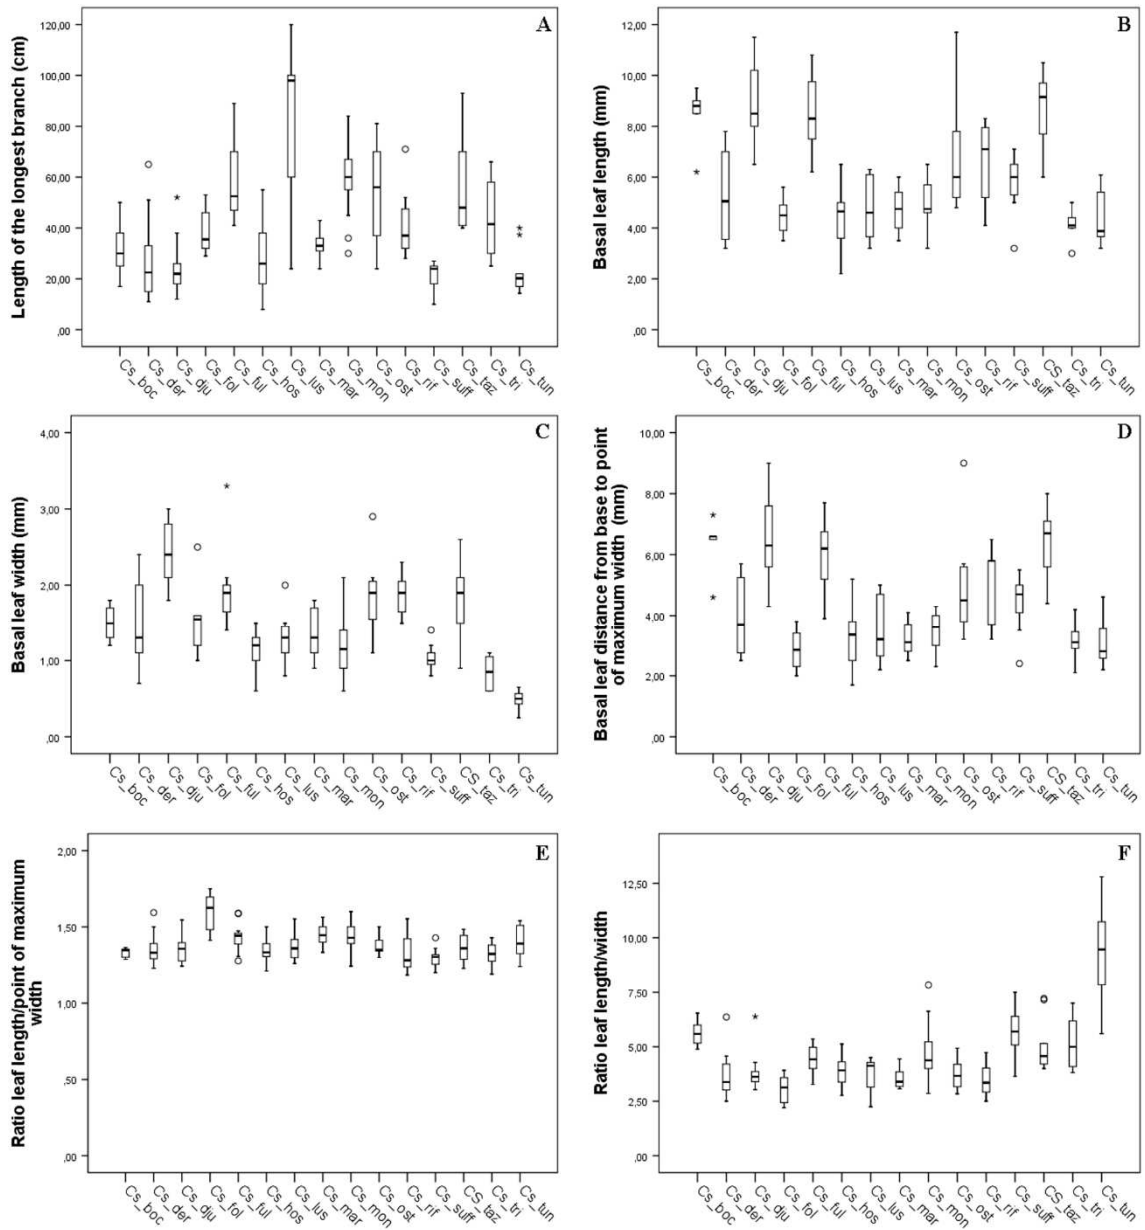 A
Length of the longest branch (cm)
120,00
100,00
80,00
60,00
40,00
20,00
,00
Cs_boc
Cs_der
Cs_dju
Cs_fol
Cs_ful
Cs_hos
Cs_lus
Cs_mar
Cs_mon
Cs_ost
Cs_rif
Cs_suff
Cs_taz
Cs_tri
Cs_tun
B
Basal leaf length (mm)
12,00
10,00
8,00
6,00
4,00
2,00
,00
Cs_boc
Cs_der
Cs_dju
Cs_fol
Cs_ful
Cs_hos
Cs_lus
Cs_mar
Cs_mon
Cs_ost
Cs_rif
Cs_suff
CS_taz
Cs_tri
Cs_tun
C
Basal leaf width (mm)
4,00
3,00
2,00
1,00
,00
Cs_boc
Cs_der
Cs_dju
Cs_fol
Cs_ful
Cs_hos
Cs_lus
Cs_mar
Cs_mon
Cs_ost
Cs_rif
Cs_suff
CS_taz
Cs_tri
Cs_tun
D
Basal leaf distance from base to point
of maximum width (mm)
10,00
8,00
6,00
4,00
2,00
,00
Cs_boc
Cs_der
Cs_dju
Cs_fol
Cs_ful
Cs_hos
Cs_lus
Cs_mar
Cs_mon
Cs_ost
Cs_rif
Cs_suff
CS_taz
Cs_tri
Cs_tun
E
Ratio leaf length/point of maximum
width
2,00
1,50
1,00
,50
,00
Cs_boc
Cs_der
Cs_dju
Cs_fol
Cs_ful
Cs_hos
Cs_lus
Cs_mar
Cs_mon
Cs_ost
Cs_rif
Cs_suff
CS_taz
Cs_tri
Cs_tun
F
Ratio leaf length/width
12,50
10,00
7,50
5,00
2,50
,00
Cs_boc
Cs_der
Cs_dju
Cs_fol
Cs_ful
Cs_hos
Cs_lus
Cs_mar
Cs_mon
Cs_ost
Cs_rif
Cs_suff
CS_taz
Cs_tri
Cs_tun